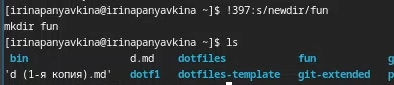 [irinapanyavkina@irinapanyavkina ~]$ !397:s/newdir/fun
mkdir fun
[irinapanyavkina@irinapanyavkina ~]$ ls
bin d.md dotfiles fun g
'd (1-я копия).md' dotf1 dotfiles-template git-extended p